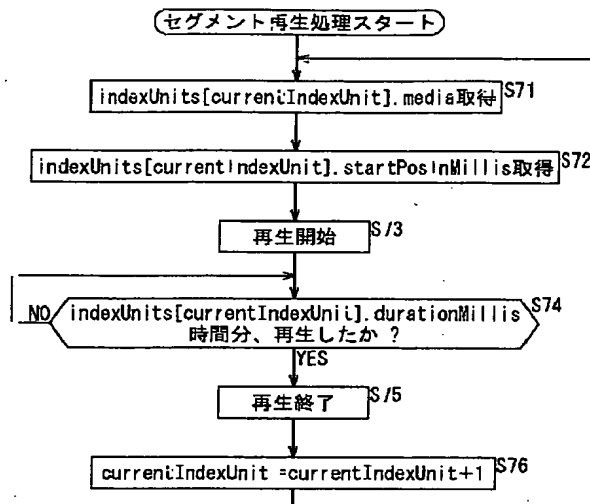 セグメント再生処理スタート
indexUnits[currentIndexUnit].media取得 S71
indexUnits[currentIndexUnit].startPosInMillis取得 S72
再生開始 S73
NO indexUnits[currentIndexUnit].durationMillis S74
時間分、再生したか ?
YES
再生終了 S75
currentIndexUnit =currentIndexUnit+1 S76